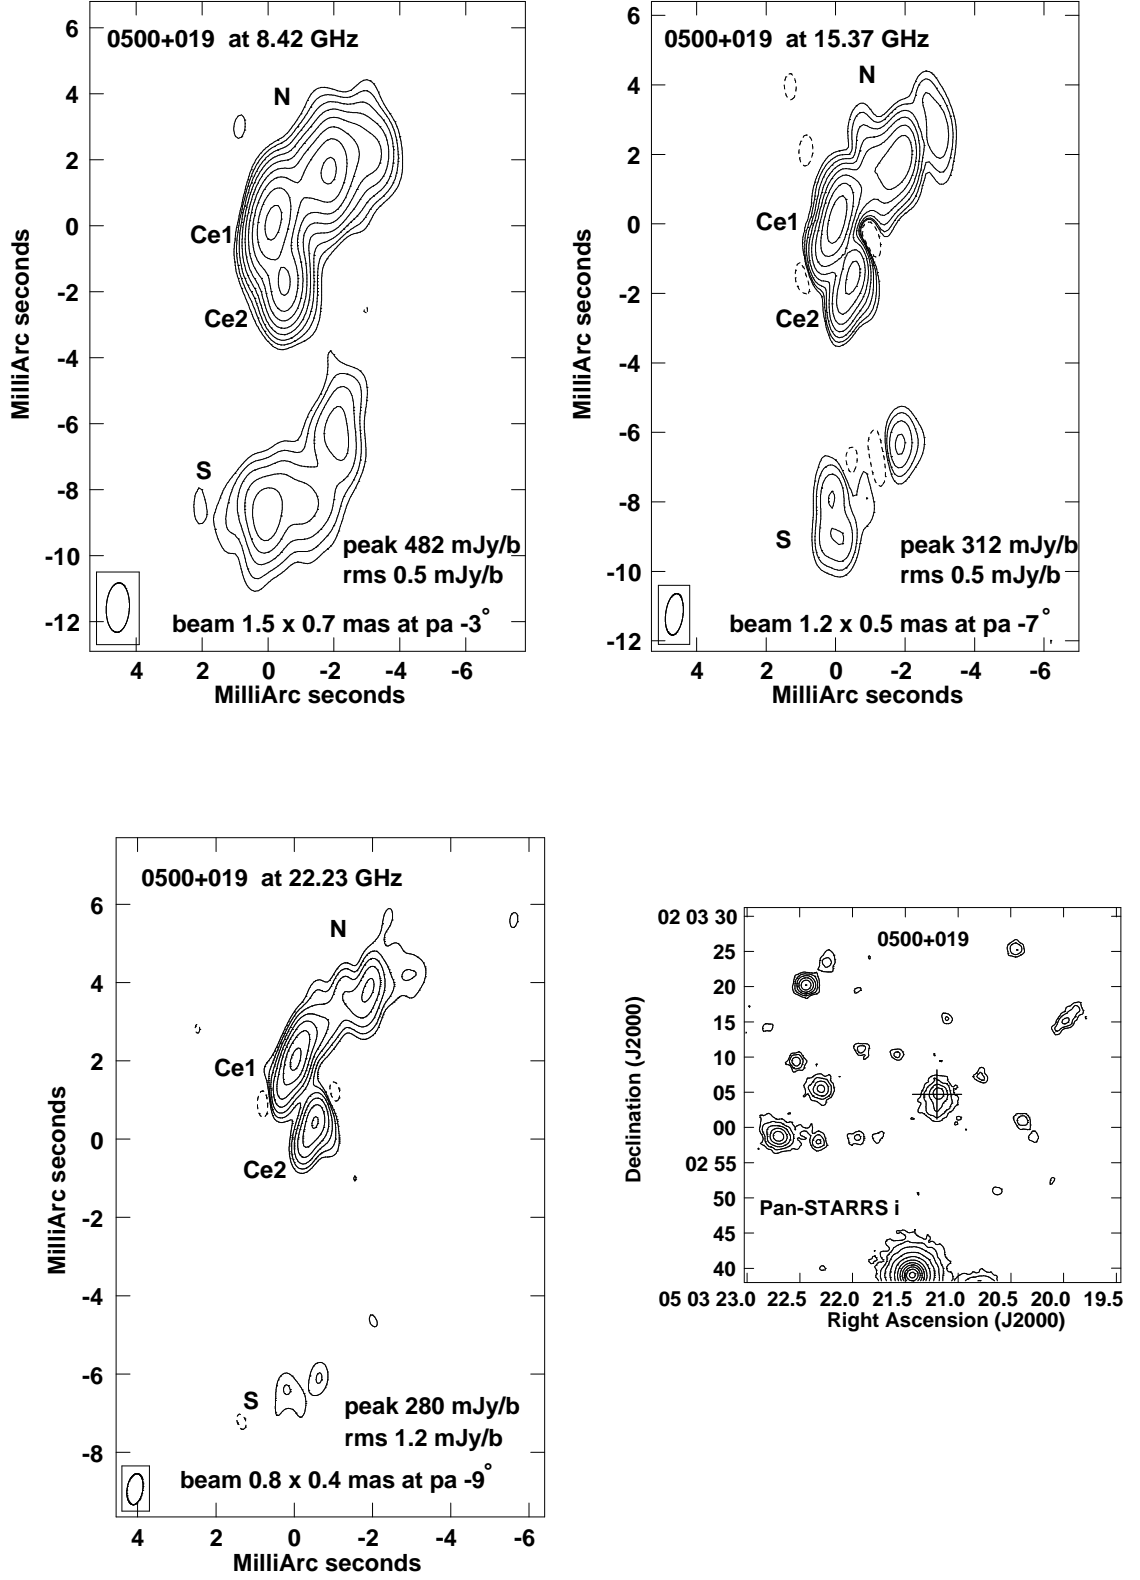 0500+019 at 8.42 GHz
N
Ce1
Ce2
S
peak 482 mJy/b
rms 0.5 mJy/b
beam 1.5 x 0.7 mas at pa -3°
6
4
2
0
-2
-4
-6
-8
-10
-12
MilliArc seconds
4 2 0 -2 -4 -6
MilliArc seconds
0500+019 at 15.37 GHz
N
Ce1
Ce2
S
peak 312 mJy/b
rms 0.5 mJy/b
beam 1.2 x 0.5 mas at pa -7°
6
4
2
0
-2
-4
-6
-8
-10
-12
MilliArc seconds
4 2 0 -2 -4 -6
MilliArc seconds
0500+019 at 22.23 GHz
N
Ce1
Ce2
S
peak 280 mJy/b
rms 1.2 mJy/b
beam 0.8 x 0.4 mas at pa -9°
6
4
2
0
-2
-4
-6
-8
MilliArc seconds
4 2 0 -2 -4 -6
MilliArc seconds
0500+019
Pan-STARRS i
02 03 30
25
20
15
10
05
00
02 55
50
45
40
Declination (J2000)
05 03 23.0 22.5 22.0 21.5 21.0 20.5 20.0 19.5
Right Ascension (J2000)